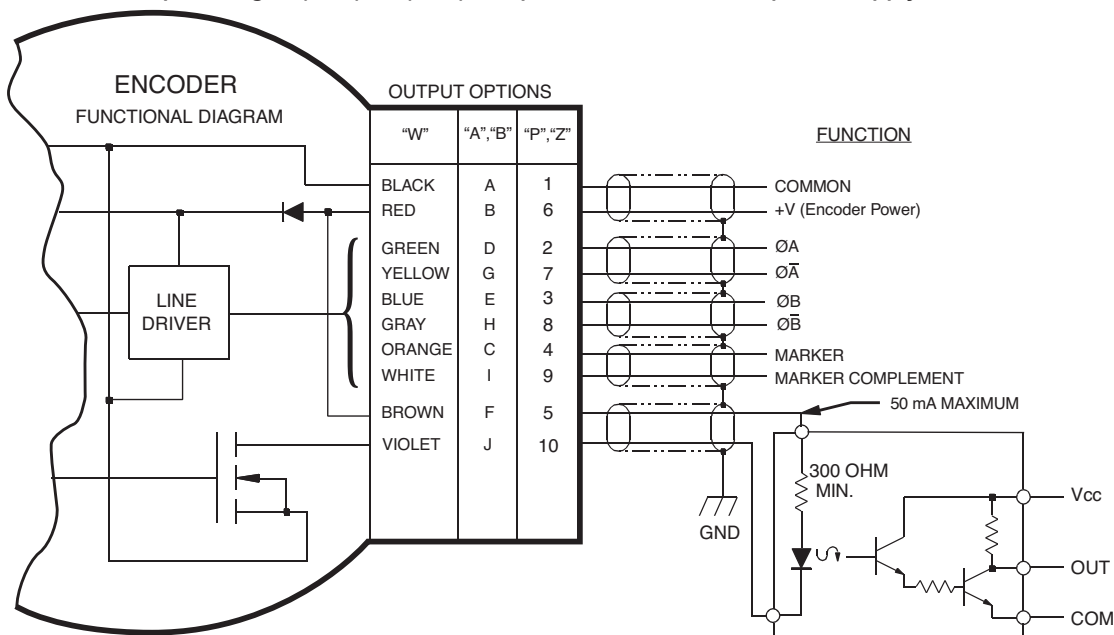 ENCODER
FUNCTIONAL DIAGRAM
OUTPUT OPTIONS
"W" "A","B" "P","Z"
FUNCTION
BLACK A 1 COMMON
RED B 6 +V (Encoder Power)
GREEN D 2 ØA
YELLOW G 7 ØA̅
BLUE E 3 ØB
GRAY H 8 ØB̅
ORANGE C 4 MARKER
WHITE I 9 MARKER COMPLEMENT
BROWN F 5 50 mA MAXIMUM
VIOLET J 10
LINE
DRIVER
GND
300 OHM
MIN.
Vcc
OUT
COM